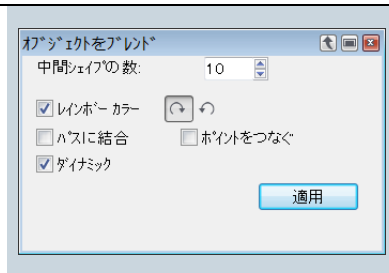 ｵﾌﾞｼﾞｪｸﾄをﾌﾞﾚﾝﾄﾞ
中間ｼｪｲﾌﾟの数: 10
ﾚｲﾝﾎﾞｰ ｶﾗｰ
ﾊﾟｽに結合 ﾎﾟｲﾝﾄをつなぐ
ﾀﾞｲﾅﾐｯｸ
適用